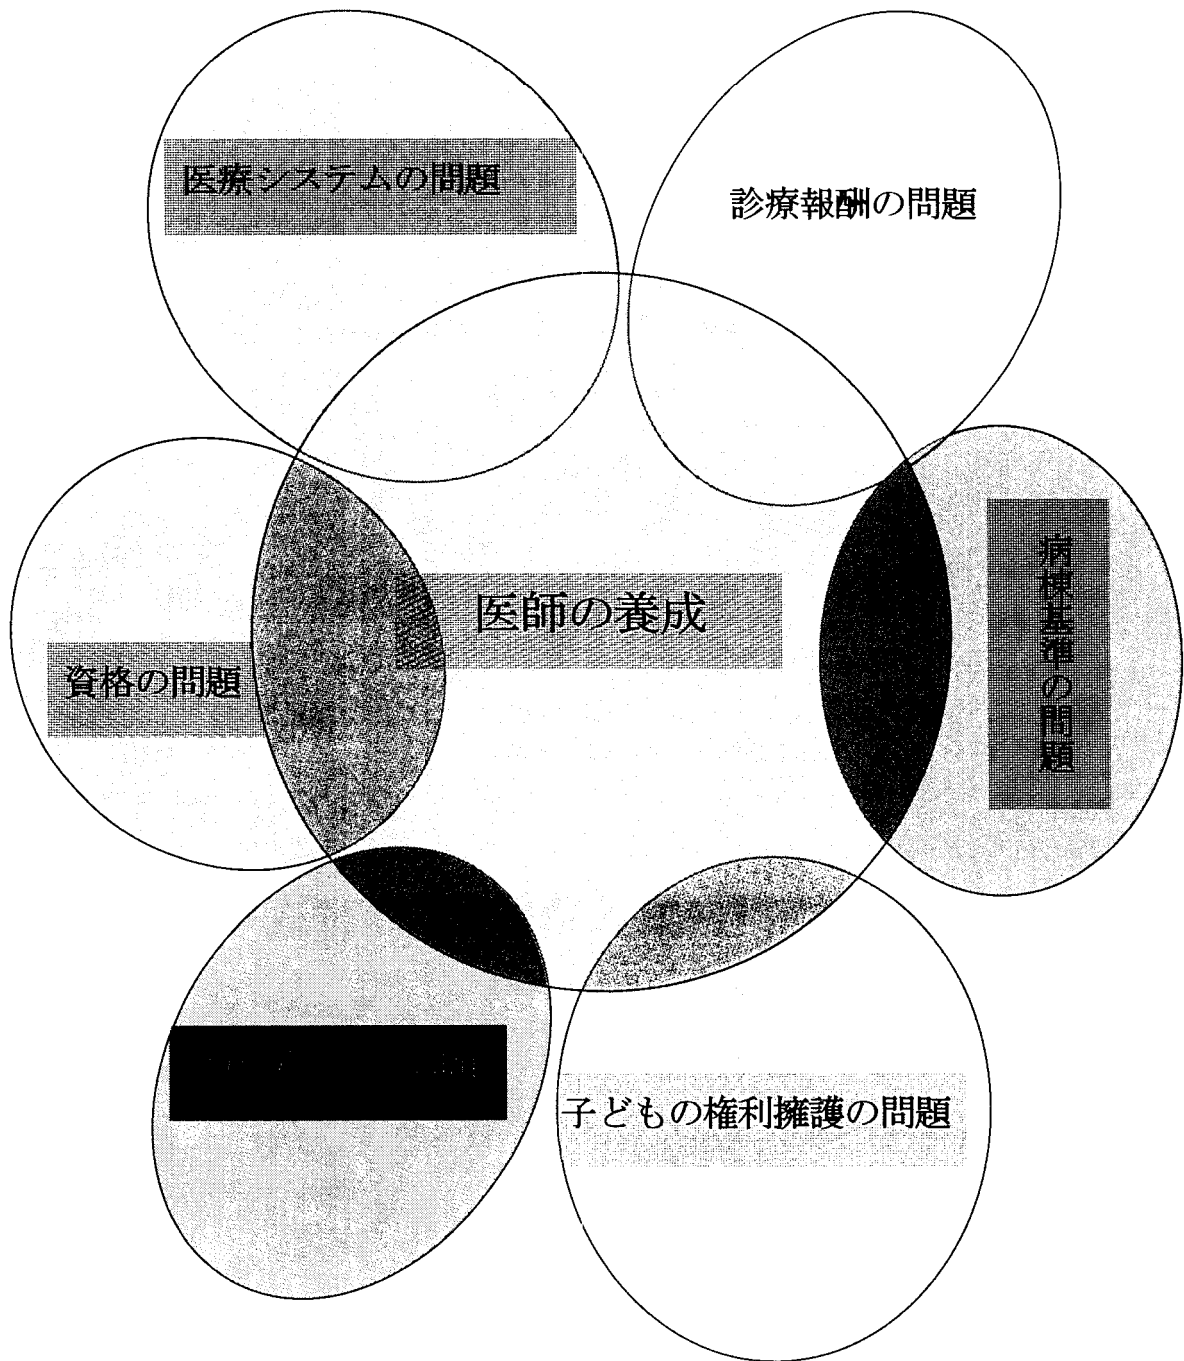 医療システムの問題
診療報酬の問題
病棟基準の問題
医師の養成
資格の問題
子どもの権利擁護の問題